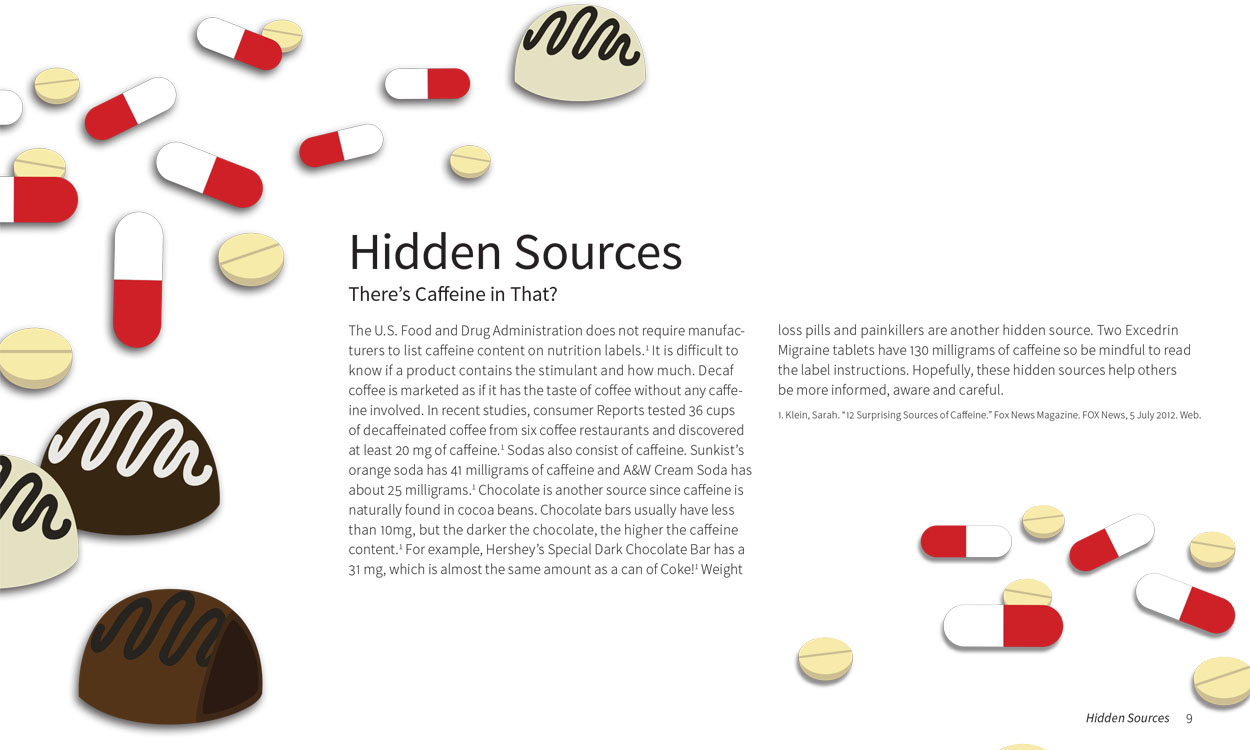 Hidden Sources
There’s Caffeine in That?
The U.S. Food and Drug Administration does not require manufac-
turers to list caffeine content on nutrition labels.¹ It is difficult to
know if a product contains the stimulant and how much. Decaf
coffee is marketed as if it has the taste of coffee without any caffe-
ine involved. In recent studies, consumer Reports tested 36 cups
of decaffeinated coffee from six coffee restaurants and discovered
at least 20 mg of caffeine.¹ Sodas also consist of caffeine. Sunkist’s
orange soda has 41 milligrams of caffeine and A&W Cream Soda has
about 25 milligrams.¹ Chocolate is another source since caffeine is
naturally found in cocoa beans. Chocolate bars usually have less
than 10mg, but the darker the chocolate, the higher the caffeine
content.¹ For example, Hershey’s Special Dark Chocolate Bar has a
31 mg, which is almost the same amount as a can of Coke!¹ Weight
loss pills and painkillers are another hidden source. Two Excedrin
Migraine tablets have 130 milligrams of caffeine so be mindful to read
the label instructions. Hopefully, these hidden sources help others
be more informed, aware and careful.
1. Klein, Sarah. “12 Surprising Sources of Caffeine.” Fox News Magazine. FOX News, 5 July 2012. Web.
Hidden Sources 9